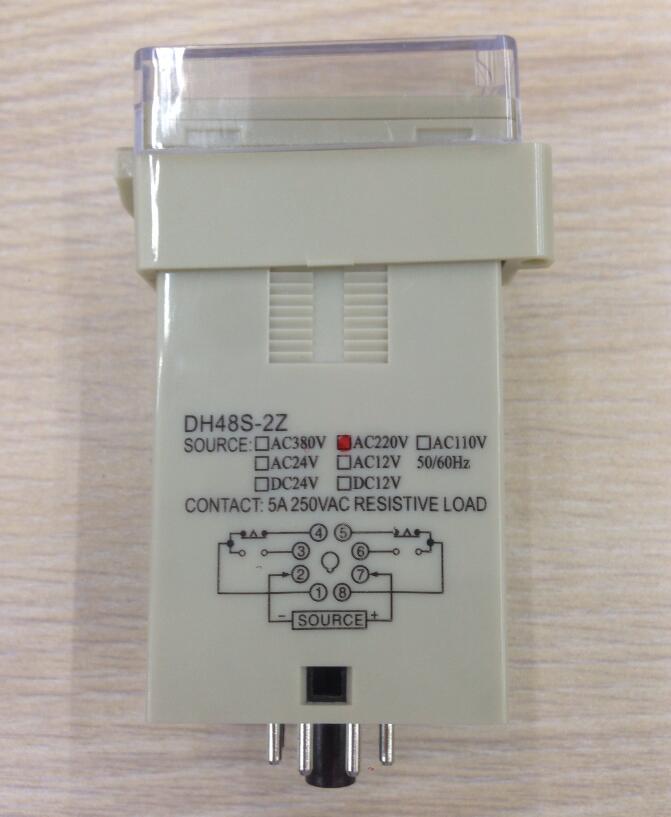 DH48S-2Z
SOURCE: □AC380V ■AC220V □AC110V
□AC24V □AC12V 50/60Hz
□DC24V □DC12V
CONTACT: 5A 250VAC RESISTIVE LOAD
④ ⑤
③ ⑥
② ⑦
① ⑧
- SOURCE +